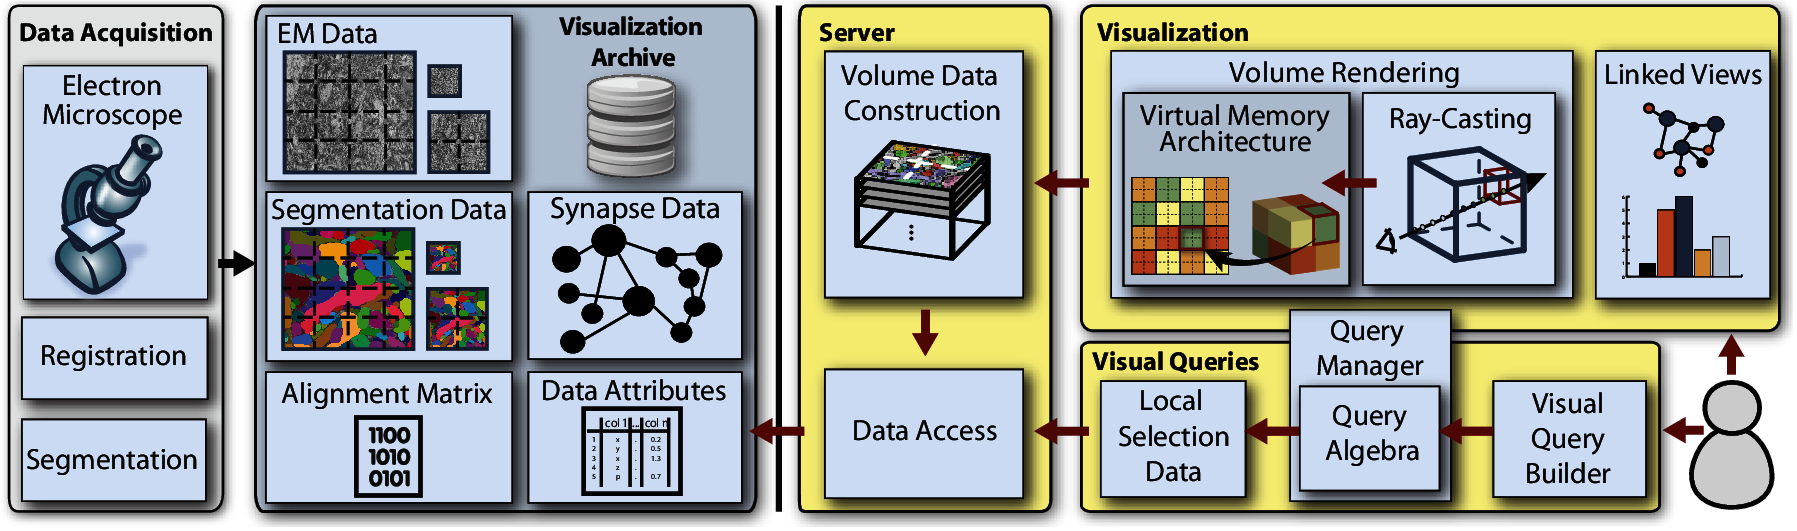 Data Acquisition
Electron
Microscope
Registration
Segmentation
EM Data
Visualization
Archive
Segmentation Data
Synapse Data
Alignment Matrix
1100
1010
0101
Data Attributes
col 1 ... col n
1 x . 0.2
2 y . 0.5
3 x . 1.3
4 z .
5 p . 0.7
Server
Volume Data
Construction
Data Access
Visualization
Volume Rendering
Virtual Memory
Architecture
Ray-Casting
Linked Views
Visual Queries
Local
Selection
Data
Query
Manager
Query
Algebra
Visual
Query
Builder